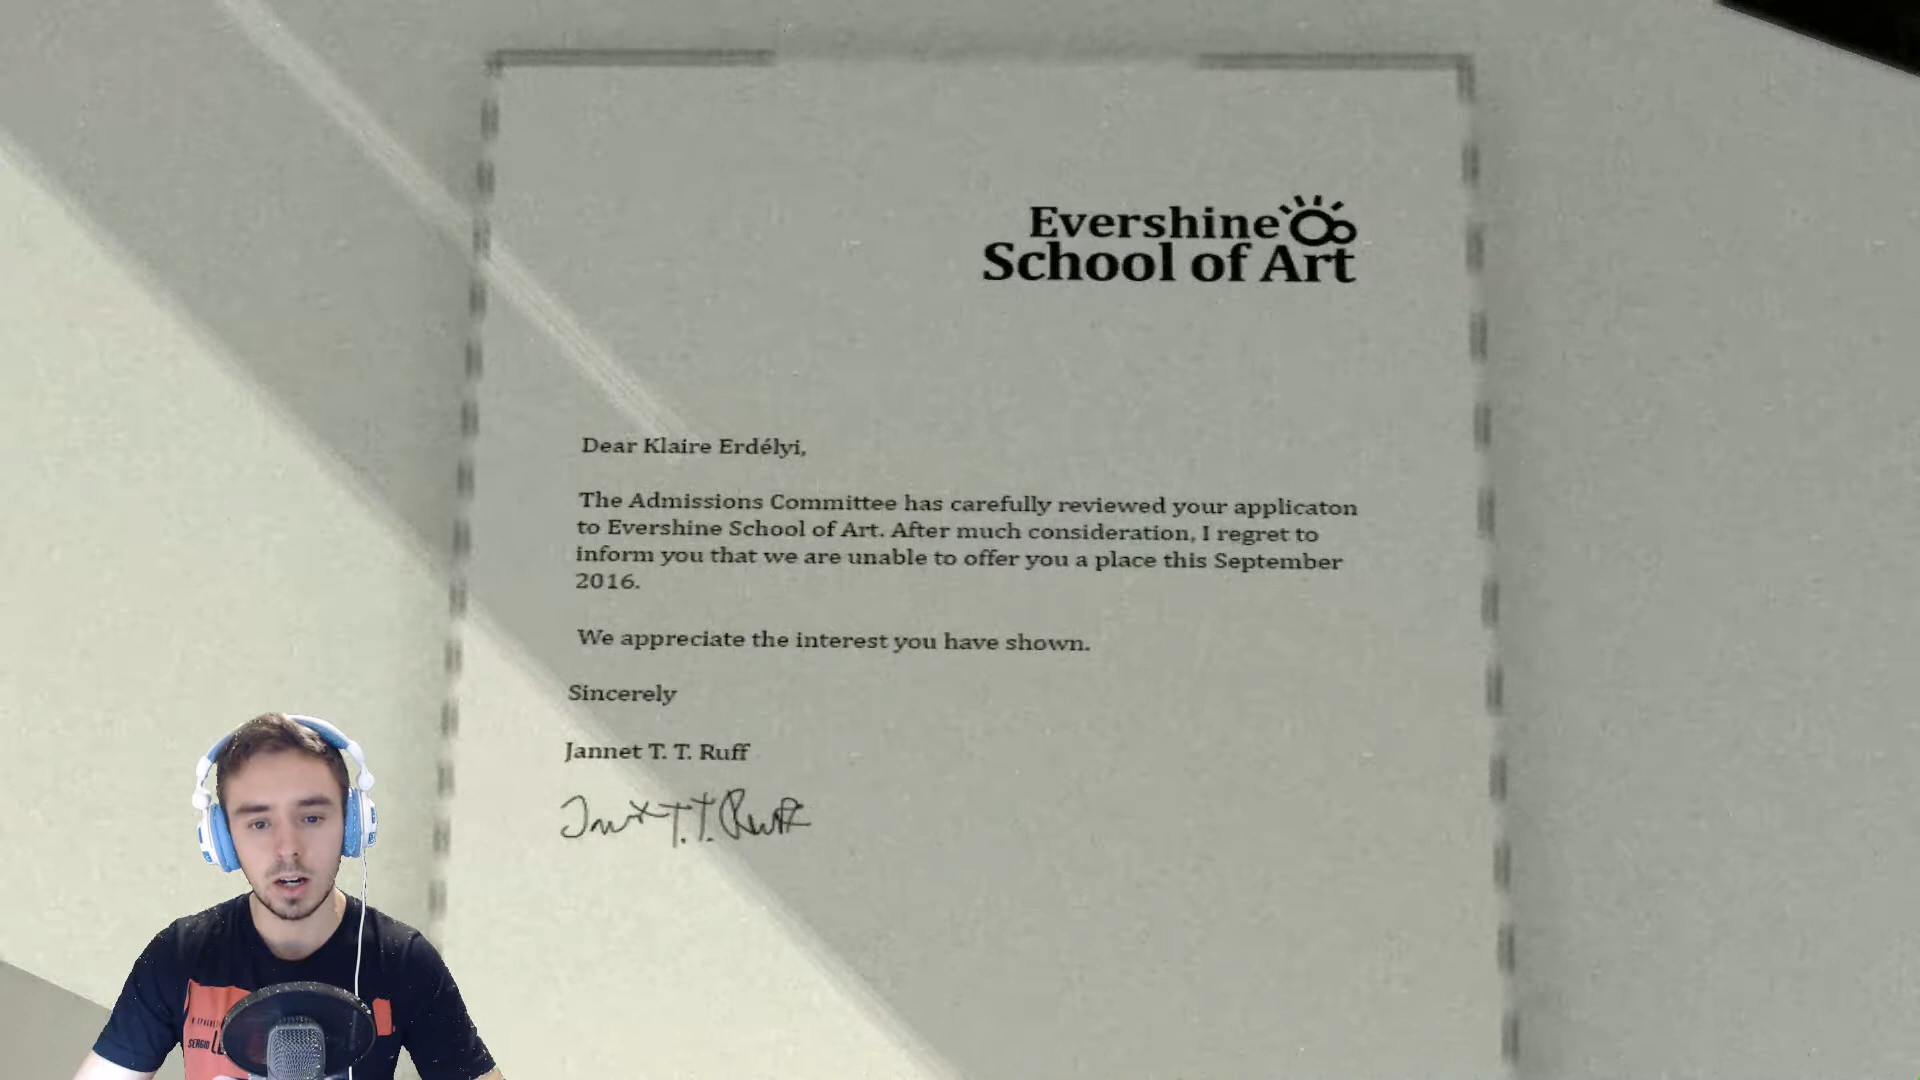 Evershine
School of Art
Dear Klaire Erdélyi,
The Admissions Committee has carefully reviewed your applicaton
to Evershine School of Art. After much consideration, I regret to
inform you that we are unable to offer you a place this September
2016.
We appreciate the interest you have shown.
Sincerely
Jannet T. T. Ruff
SERGIO